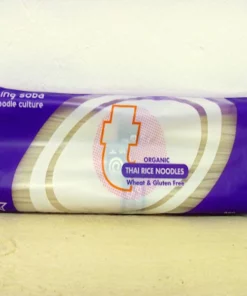 ing soba
oodle culture
t
ORGANIC
THAI RICE NOODLES
Wheat & Gluten Free